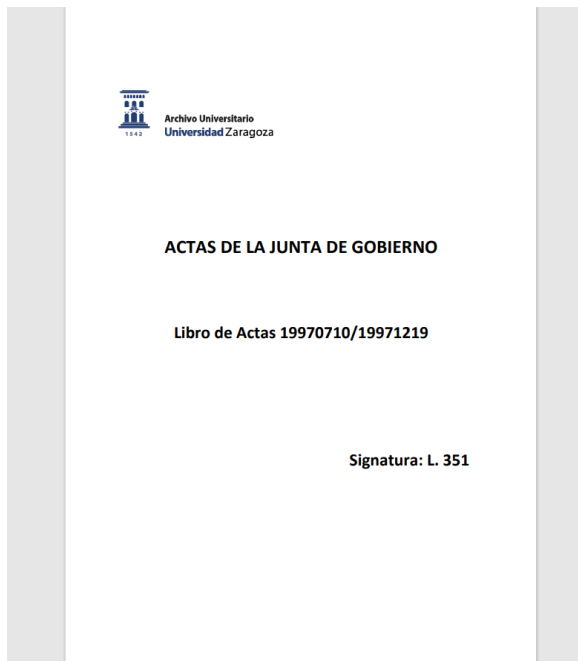 1542
Archivo Universitario
Universidad Zaragoza
ACTAS DE LA JUNTA DE GOBIERNO
Libro de Actas 19970710/19971219
Signatura: L. 351